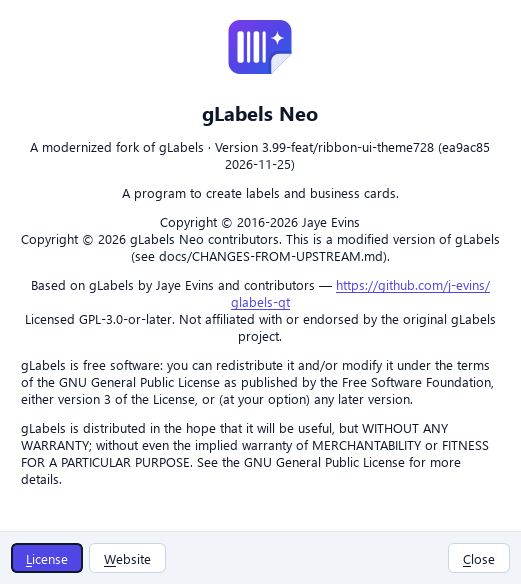 gLabels Neo
A modernized fork of gLabels · Version 3.99-feat/ribbon-ui-theme728 (ea9ac85
2026-11-25)
A program to create labels and business cards.
Copyright © 2016-2026 Jaye Evins
Copyright © 2026 gLabels Neo contributors. This is a modified version of gLabels
(see docs/CHANGES-FROM-UPSTREAM.md).
Based on gLabels by Jaye Evins and contributors — https://github.com/j-evins/
glabels-qt
Licensed GPL-3.0-or-later. Not affiliated with or endorsed by the original gLabels
project.
gLabels is free software: you can redistribute it and/or modify it under the terms
of the GNU General Public License as published by the Free Software Foundation,
either version 3 of the License, or (at your option) any later version.
gLabels is distributed in the hope that it will be useful, but WITHOUT ANY
WARRANTY; without even the implied warranty of MERCHANTABILITY or FITNESS
FOR A PARTICULAR PURPOSE. See the GNU General Public License for more
details.
License Website Close